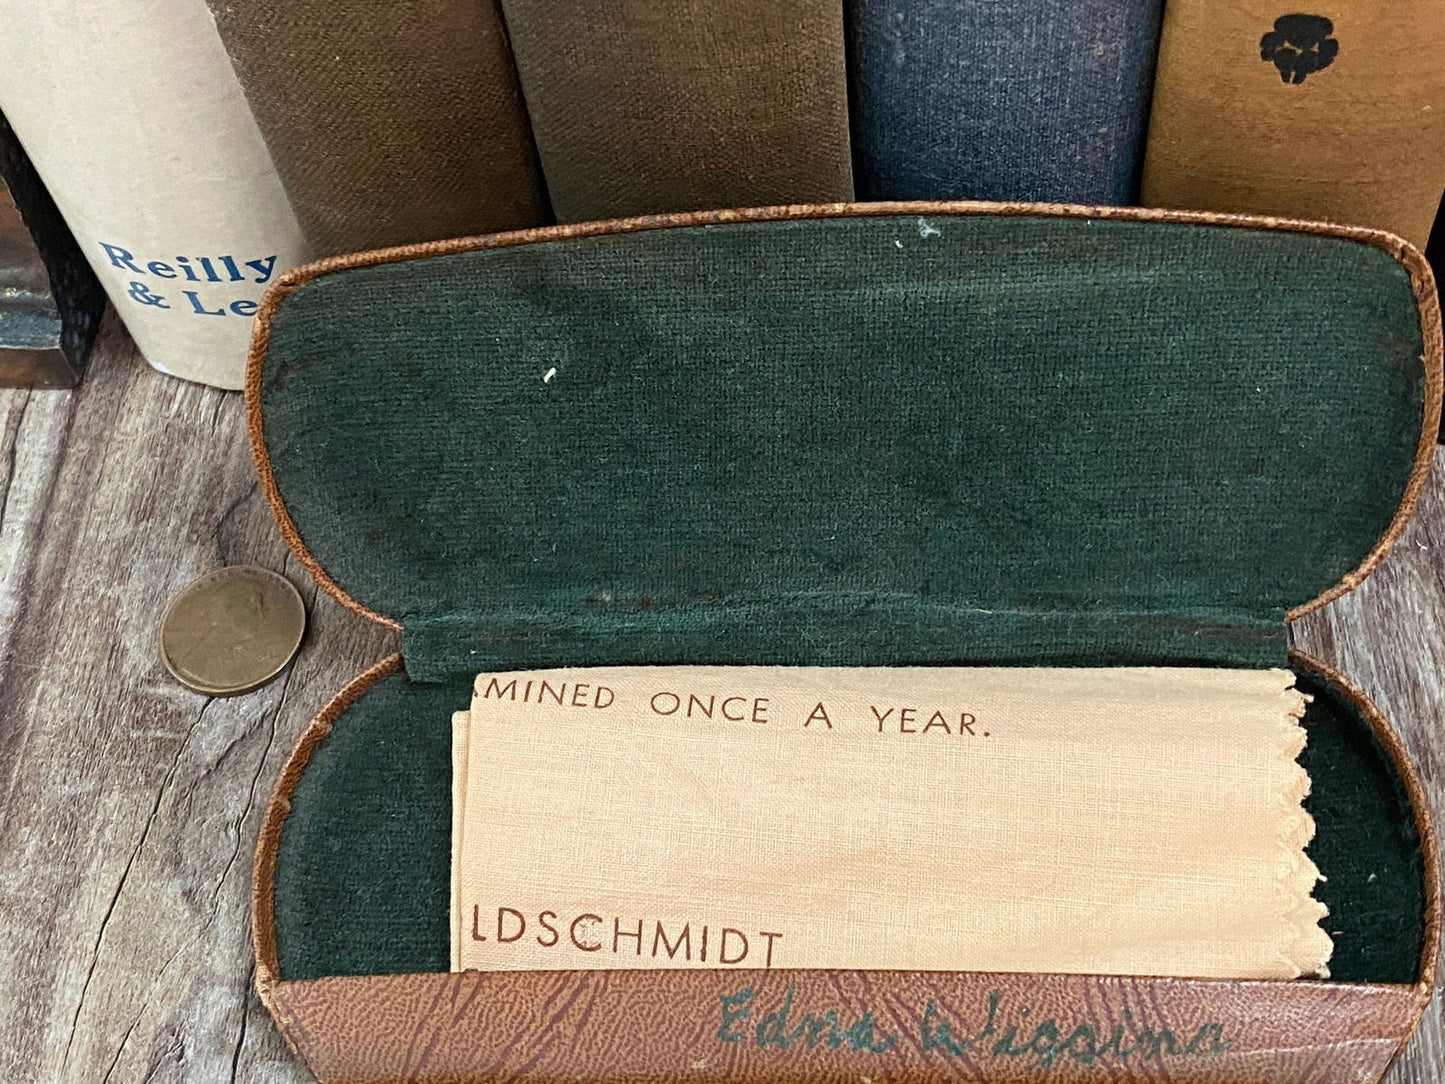 Reilly
& Le
MINED ONCE A YEAR.
LDSCHMIDT
Edna Wiggins